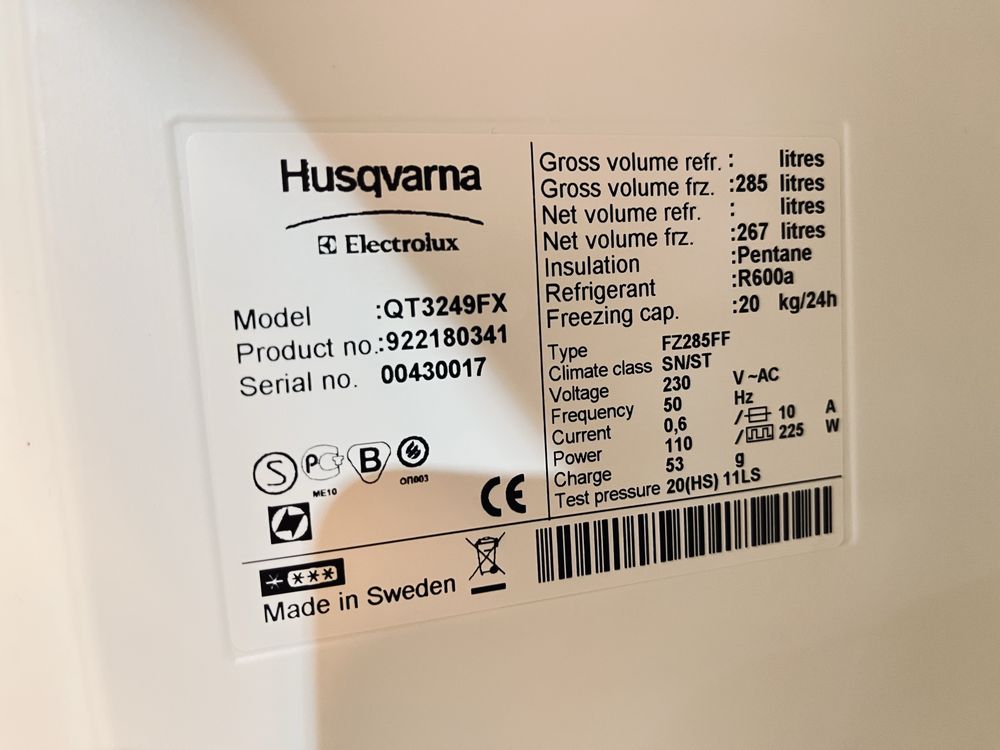 Husqvarna
Electrolux
Model :QT3249FX
Product no.:922180341
Serial no. 00430017
S PC B
ME10 ОП003
CE
***
Made in Sweden
Gross volume refr. : litres
Gross volume frz. :285 litres
Net volume refr. : litres
Net volume frz. :267 litres
Insulation :Pentane
Refrigerant :R600a
Freezing cap. :20 kg/24h
Type FZ285FF
Climate class SN/ST
Voltage 230 V ~AC
Frequency 50 Hz
Current 0,6 / 10 A
Power 110 / 225 W
Charge 53 g
Test pressure 20(HS) 11LS